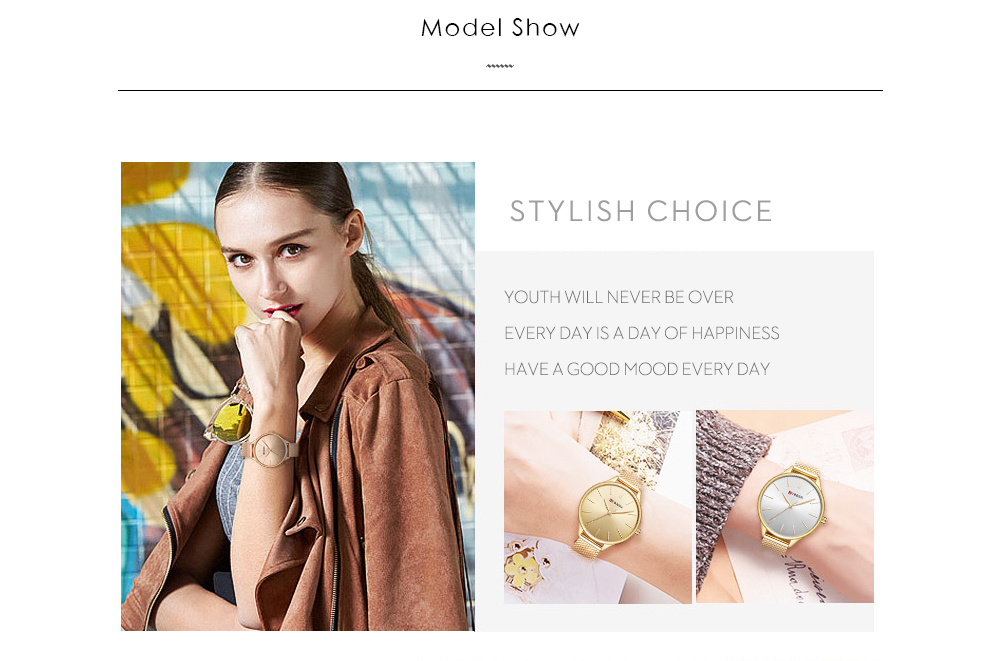 Model Show
STYLISH CHOICE
YOUTH WILL NEVER BE OVER
EVERY DAY IS A DAY OF HAPPINESS
HAVE A GOOD MOOD EVERY DAY